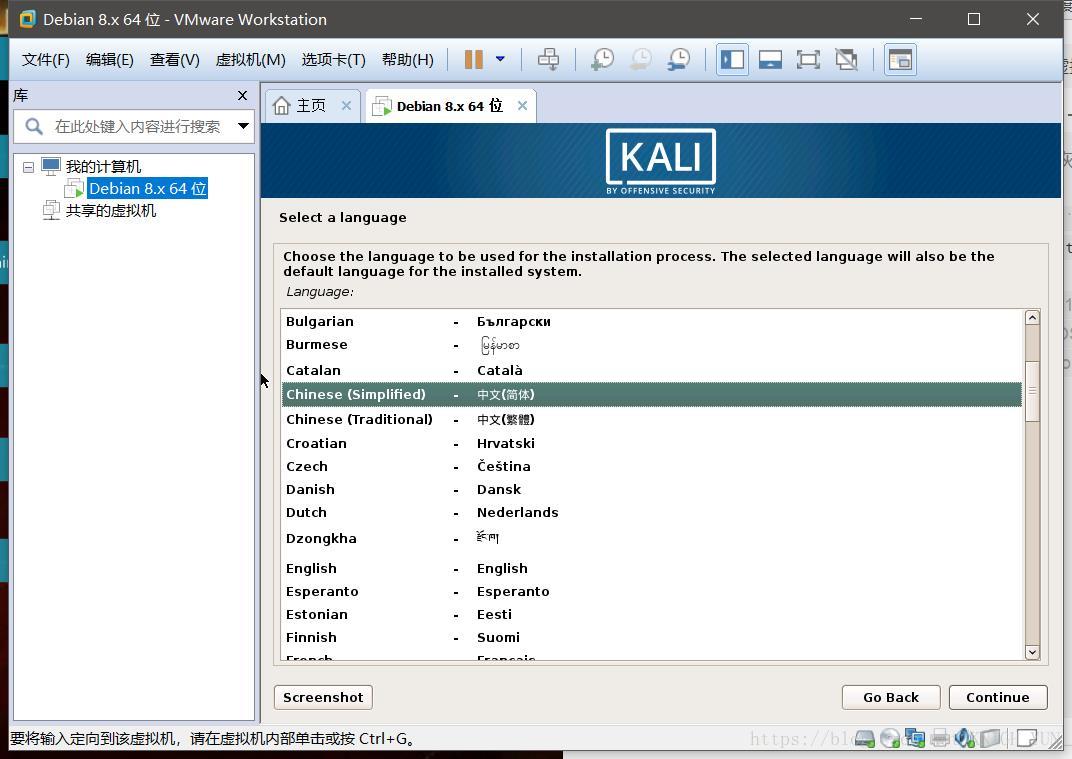 Debian 8.x 64 位 - VMware Workstation
文件(F) 编辑(E) 查看(V) 虚拟机(M) 选项卡(T) 帮助(H)
库
在此处键入内容进行搜索
我的计算机
Debian 8.x 64 位
共享的虚拟机
主页 Debian 8.x 64 位
KALI
BY OFFENSIVE SECURITY
Select a language
Choose the language to be used for the installation process. The selected language will also be the
default language for the installed system.
Language:
Bulgarian - Български
Burmese - မြန်မာစာ
Catalan - Català
Chinese (Simplified) - 中文(简体)
Chinese (Traditional) - 中文(繁體)
Croatian - Hrvatski
Czech - Čeština
Danish - Dansk
Dutch - Nederlands
Dzongkha - རྫོང་ཁ།
English - English
Esperanto - Esperanto
Estonian - Eesti
Finnish - Suomi
French - Français
Screenshot Go Back Continue
要将输入定向到该虚拟机，请在虚拟机内部单击或按 Ctrl+G。